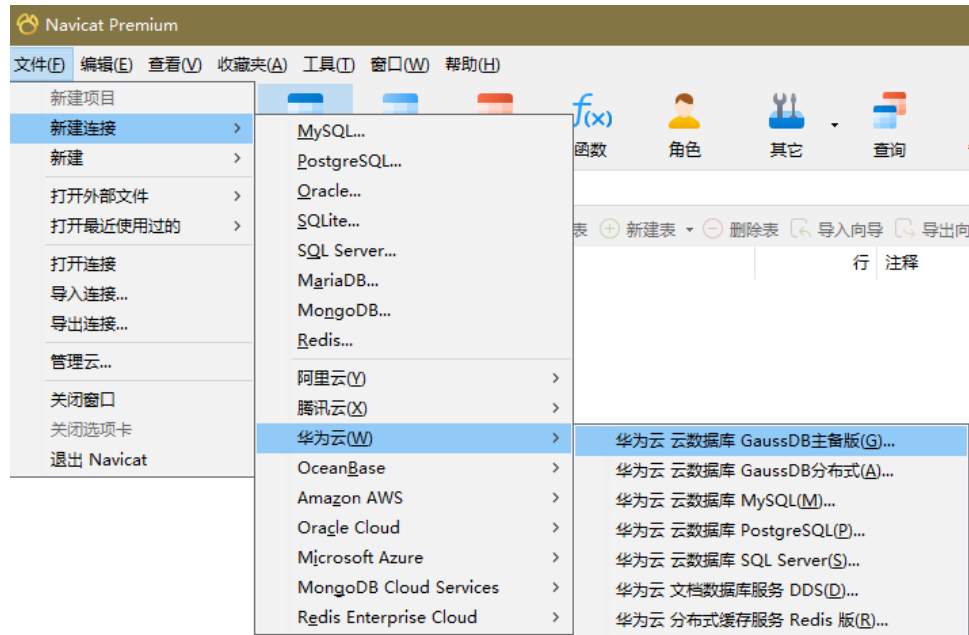 Navicat Premium
文件(F) 编辑(E) 查看(V) 收藏夹(A) 工具(T) 窗口(W) 帮助(H)
新建项目
新建连接
新建
打开外部文件
打开最近使用过的
打开连接
导入连接...
导出连接...
管理云...
关闭窗口
关闭选项卡
退出 Navicat
MySQL...
PostgreSQL...
Oracle...
SQLite...
SQL Server...
MariaDB...
MongoDB...
Redis...
阿里云(Y)
腾讯云(X)
华为云(W)
OceanBase
Amazon AWS
Oracle Cloud
Microsoft Azure
MongoDB Cloud Services
Redis Enterprise Cloud
华为云 云数据库 GaussDB主备版(G)...
华为云 云数据库 GaussDB分布式(A)...
华为云 云数据库 MySQL(M)...
华为云 云数据库 PostgreSQL(P)...
华为云 云数据库 SQL Server(S)...
华为云 文档数据库服务 DDS(D)...
华为云 分布式缓存服务 Redis 版(R)...
f(x)
函数 角色 其它 查询
表 新建表 删除表 导入向导 导出向
行 注释